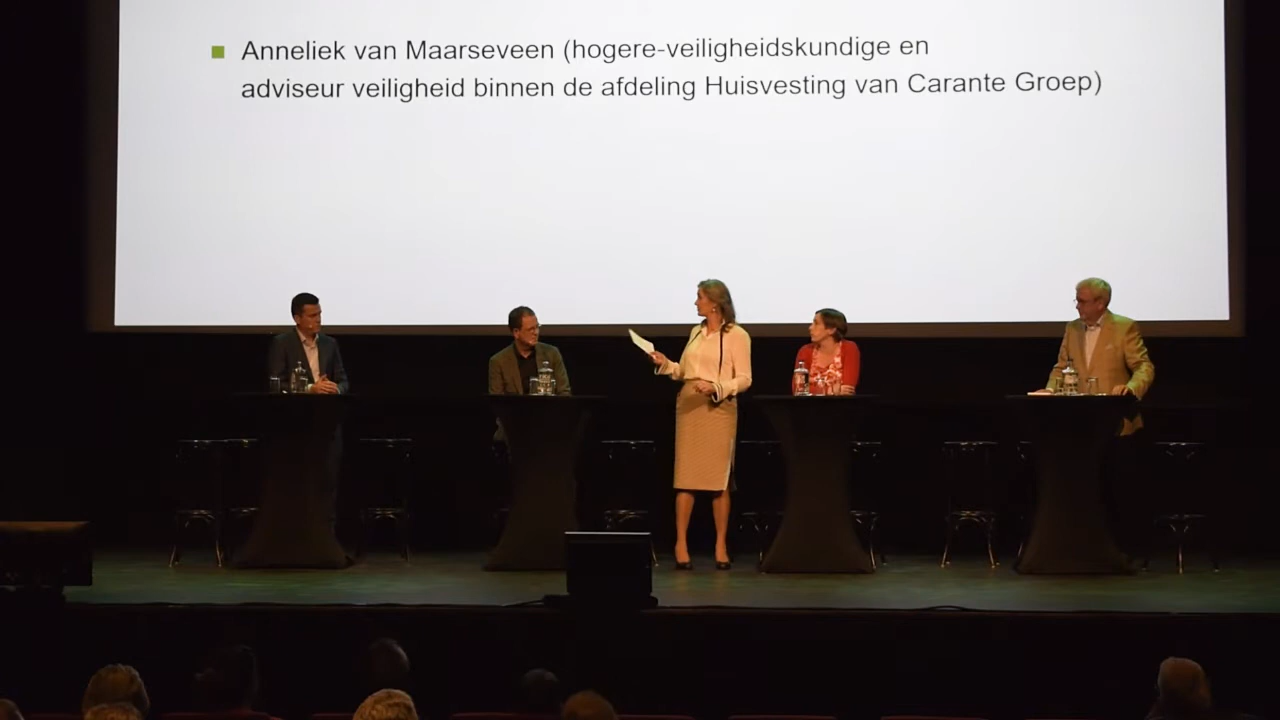 Anneliek van Maarseveen (hogere-veiligheidskundige en
adviseur veiligheid binnen de afdeling Huisvesting van Carante Groep)